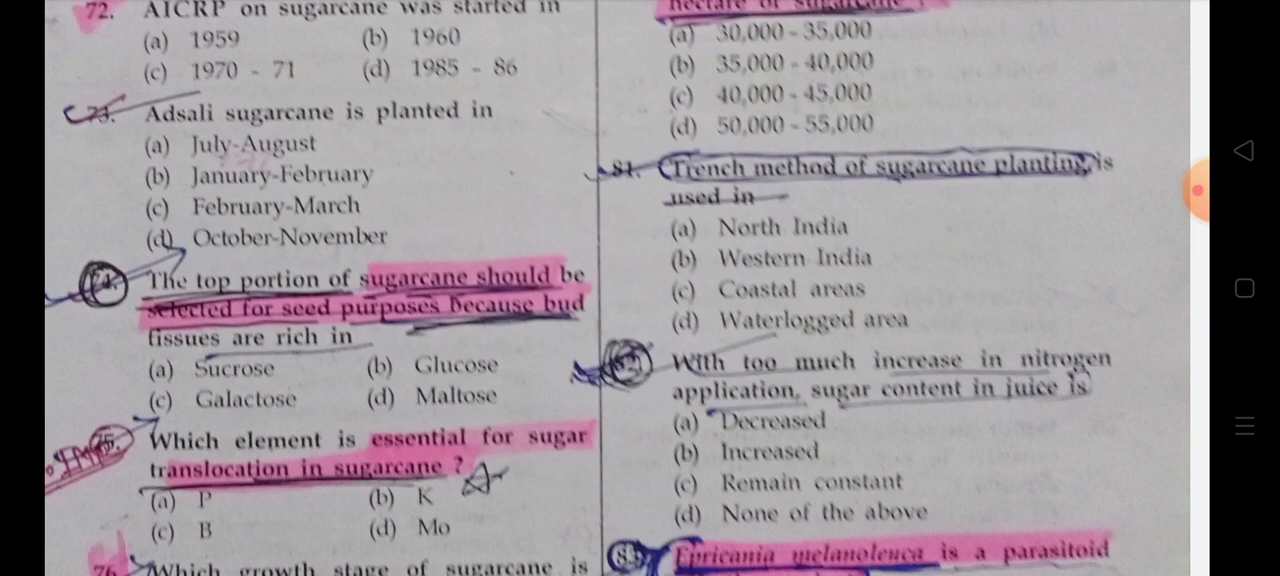 72. AICRP on sugarcane was started in
(a) 1959 (b) 1960
(c) 1970 - 71 (d) 1985 - 86
73. Adsali sugarcane is planted in
(a) July-August
(b) January-February
(c) February-March
(d) October-November
74. The top portion of sugarcane should be
selected for seed purposes because bud
tissues are rich in
(a) Sucrose (b) Glucose
(c) Galactose (d) Maltose
75. Which element is essential for sugar
translocation in sugarcane ?
(a) P (b) K
(c) B (d) Mo
76. Which growth stage of sugarcane is
hectare of sugarcane ?
(a) 30,000 - 35,000
(b) 35,000 - 40,000
(c) 40,000 - 45,000
(d) 50,000 - 55,000
81. Trench method of sugarcane planting is
used in
(a) North India
(b) Western India
(c) Coastal areas
(d) Waterlogged area
82. With too much increase in nitrogen
application, sugar content in juice is
(a) Decreased
(b) Increased
(c) Remain constant
(d) None of the above
83. Epricania melanoleuca is a parasitoid